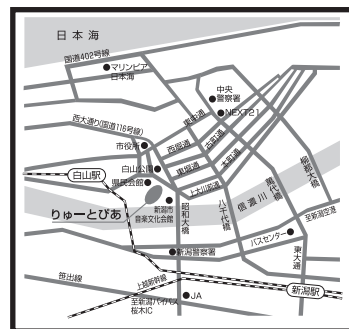 日本海
国道402号線
マリンピア
日本海
中央
警察署
NEXT21
西大通り(国道116号線)
東堀通
古町通
本町通
西堀通
市役所
白山公園
東堀通
白山駅
県民会館
上大川前通
りゅーとぴあ
新潟市
音楽文化会館
昭和大橋
八千代橋
信濃川
萬代橋
柳都大橋
至新潟空港
バスセンター
東大通
新潟警察署
上越新幹線
新潟駅
笹出線
至新潟バイパス
桜木IC
JA